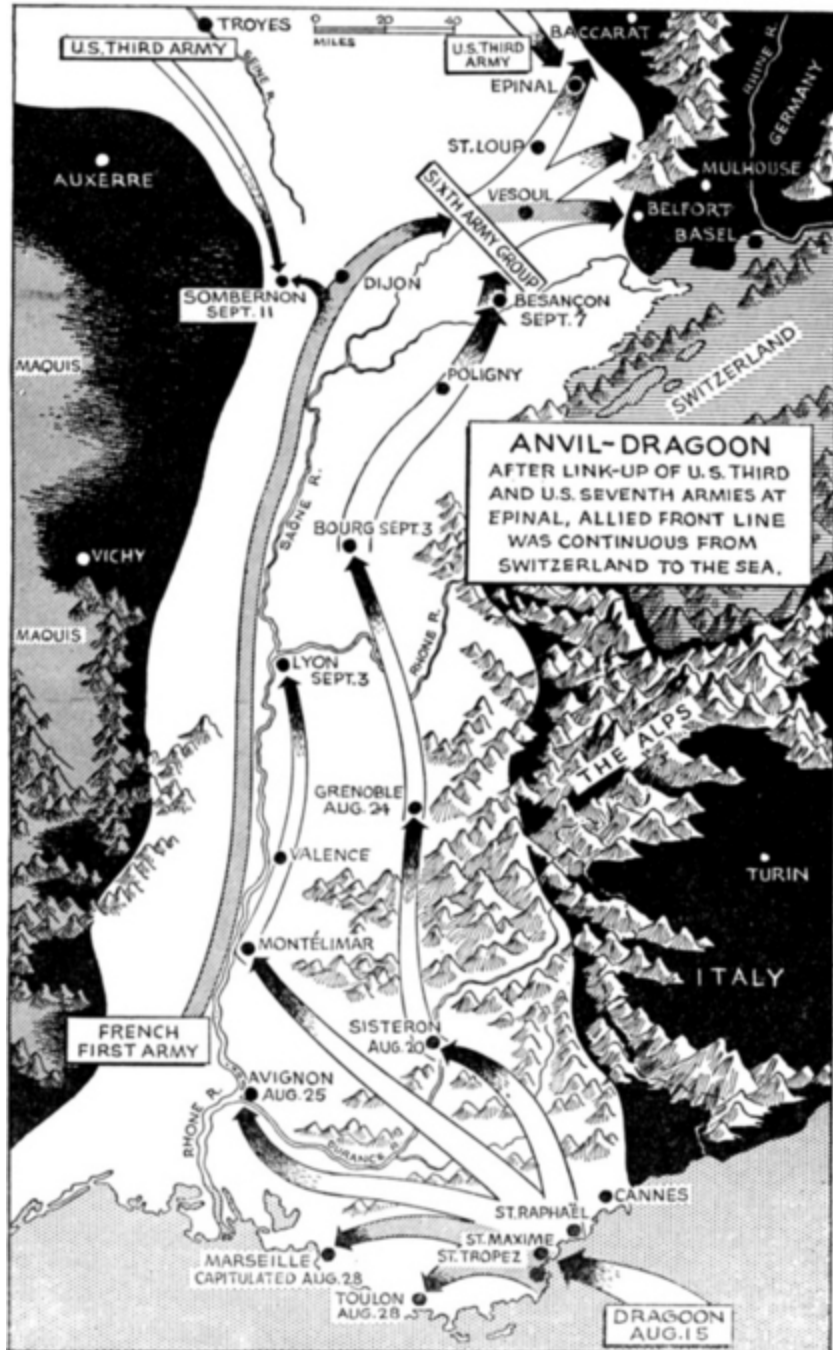 TROYES
0 20 40
MILES
U.S. THIRD ARMY
SEINE R.
U.S. THIRD
ARMY
BACCARAT
RHINE R.
GERMANY
EPINAL
AUXERRE
ST. LOUP
MULHOUSE
SIXTH ARMY GROUP
VESOUL
BELFORT
BASEL
DIJON
SOMBERNON
SEPT. 11
BESANÇON
SEPT. 7
MAQUIS
POLIGNY
SWITZERLAND
ANVIL-DRAGOON
AFTER LINK-UP OF U.S. THIRD
AND U.S. SEVENTH ARMIES AT
EPINAL, ALLIED FRONT LINE
WAS CONTINUOUS FROM
SWITZERLAND TO THE SEA.
SAÔNE R.
BOURG SEPT. 3
VICHY
RHONE R.
MAQUIS
LYON
SEPT. 3
THE ALPS
GRENOBLE
AUG. 24
VALENCE
TURIN
MONTÉLIMAR
ITALY
FRENCH
FIRST ARMY
SISTERON
AUG. 20
AVIGNON
AUG. 25
RHONE R.
DURANCE R.
CANNES
ST. RAPHAËL
ST. MAXIME
ST. TROPEZ
MARSEILLE
CAPITULATED AUG. 28
TOULON
AUG. 28
DRAGOON
AUG. 15